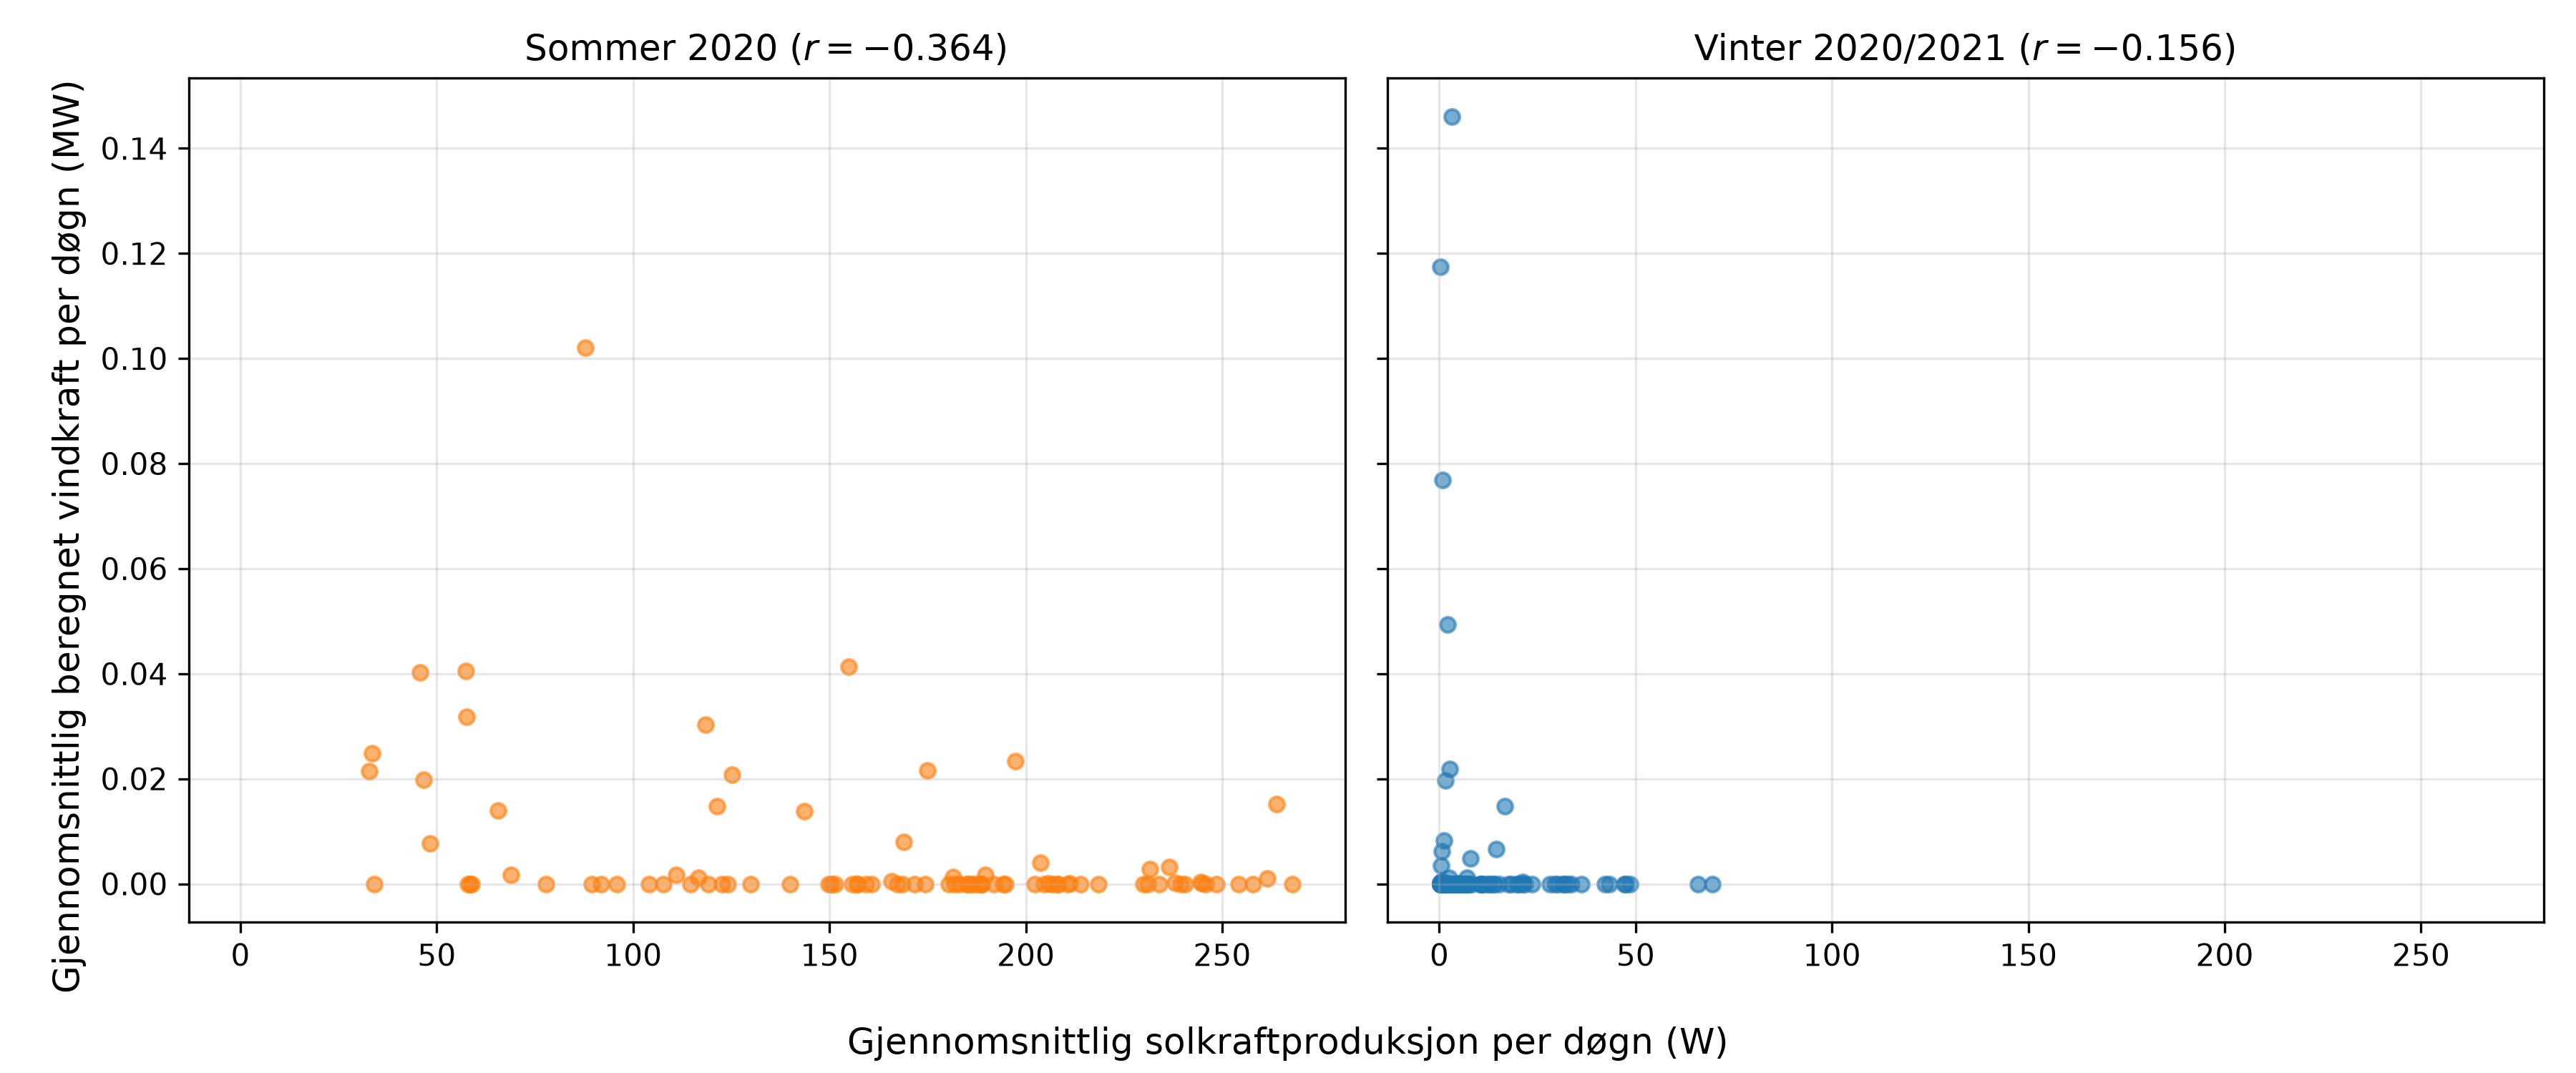 Sommer 2020 (r = −0.364)
Vinter 2020/2021 (r = −0.156)
Gjennomsnittlig beregnet vindkraft per døgn (MW)
0.14
0.12
0.10
0.08
0.06
0.04
0.02
0.00
0 50 100 150 200 250
0 50 100 150 200 250
Gjennomsnittlig solkraftproduksjon per døgn (W)